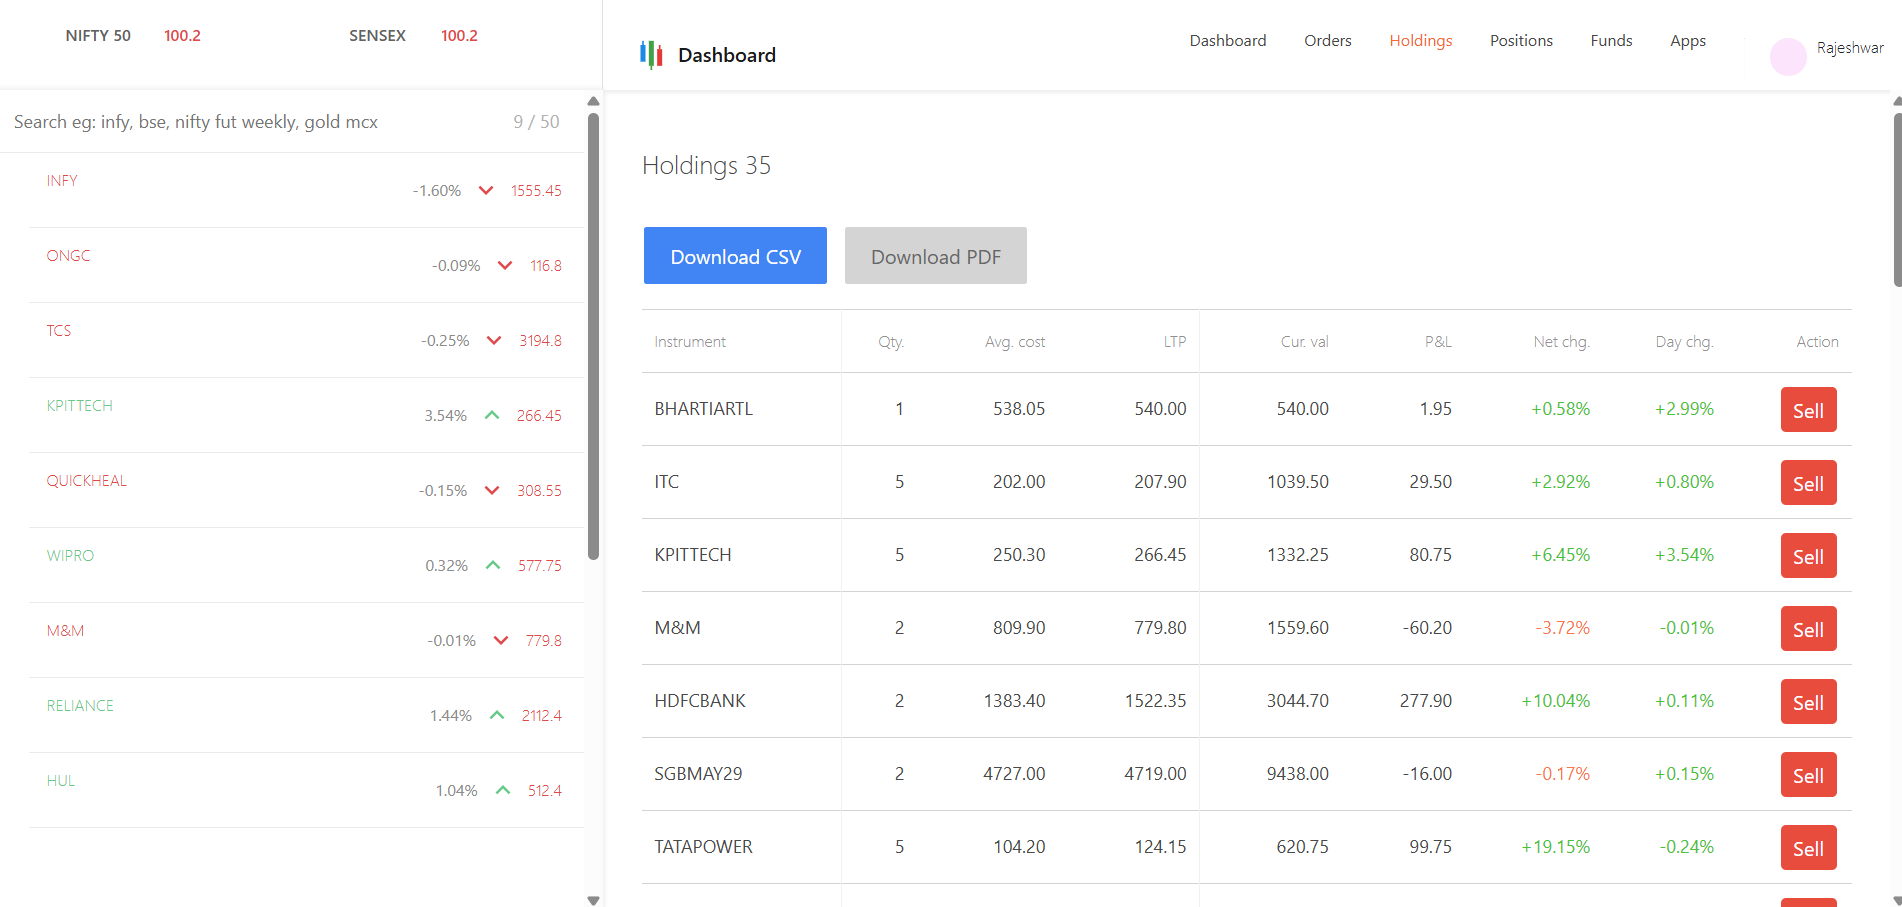 NIFTY 50 100.2 SENSEX 100.2
Dashboard
Dashboard Orders Holdings Positions Funds Apps Rajeshwar
Search eg: infy, bse, nifty fut weekly, gold mcx 9 / 50
INFY -1.60% 1555.45
ONGC -0.09% 116.8
TCS -0.25% 3194.8
KPITTECH 3.54% 266.45
QUICKHEAL -0.15% 308.55
WIPRO 0.32% 577.75
M&M -0.01% 779.8
RELIANCE 1.44% 2112.4
HUL 1.04% 512.4
Holdings 35
Download CSV Download PDF
Instrument Qty. Avg. cost LTP Cur. val P&L Net chg. Day chg. Action
BHARTIARTL 1 538.05 540.00 540.00 1.95 +0.58% +2.99% Sell
ITC 5 202.00 207.90 1039.50 29.50 +2.92% +0.80% Sell
KPITTECH 5 250.30 266.45 1332.25 80.75 +6.45% +3.54% Sell
M&M 2 809.90 779.80 1559.60 -60.20 -3.72% -0.01% Sell
HDFCBANK 2 1383.40 1522.35 3044.70 277.90 +10.04% +0.11% Sell
SGBMAY29 2 4727.00 4719.00 9438.00 -16.00 -0.17% +0.15% Sell
TATAPOWER 5 104.20 124.15 620.75 99.75 +19.15% -0.24% Sell